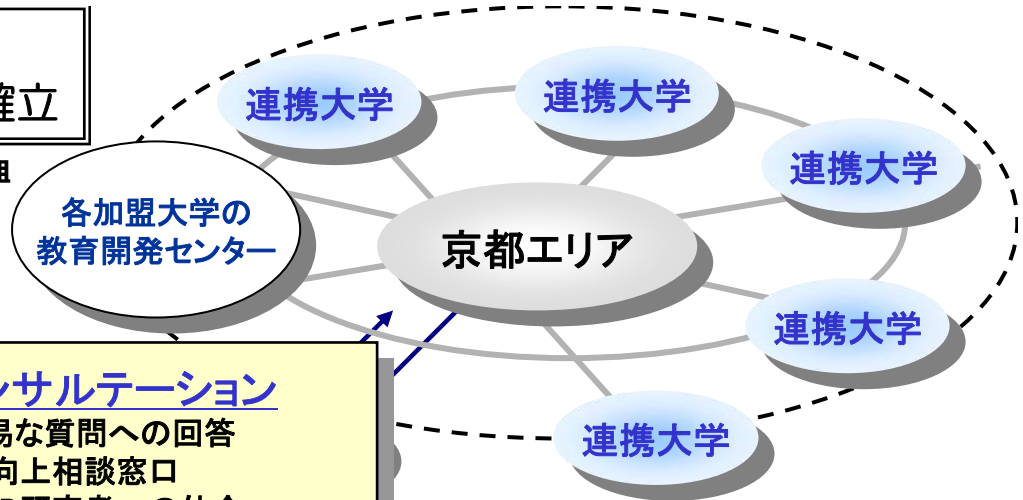 確立
組
連携大学
連携大学
連携大学
各加盟大学の
教育開発センター
京都エリア
連携大学
連携大学
ンサルテーション
易な質問への回答
向上相談窓口